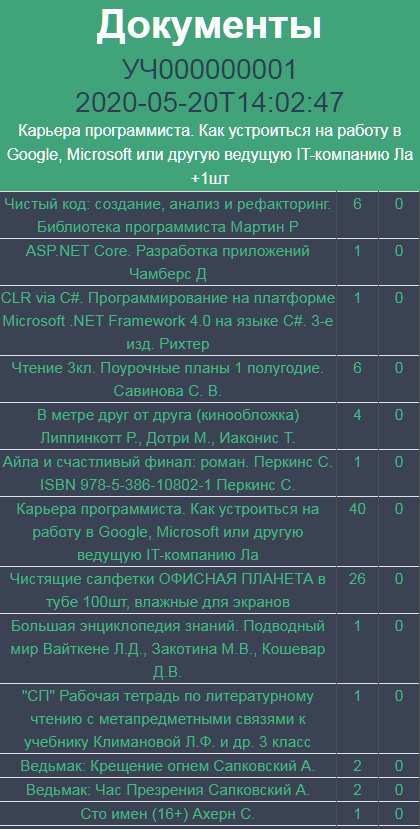 Документы
УЧ000000001
2020-05-20T14:02:47
Карьера программиста. Как устроиться на работу в
Google, Microsoft или другую ведущую IT-компанию Ла
+1шт
Чистый код: создание, анализ и рефакторинг. 6 0
Библиотека программиста Мартин Р
ASP.NET Core. Разработка приложений 1 0
Чамберс Д
CLR via C#. Программирование на платформе 1 0
Microsoft .NET Framework 4.0 на языке C#. 3-е
изд. Рихтер
Чтение 3кл. Поурочные планы 1 полугодие. 6 0
Савинова С. В.
В метре друг от друга (кинообложка) 4 0
Липпинкотт Р., Дотри М., Иаконис Т.
Айла и счастливый финал: роман. Перкинс С. 1 0
ISBN 978-5-386-10802-1 Перкинс С.
Карьера программиста. Как устроиться на 40 0
работу в Google, Microsoft или другую
ведущую IT-компанию Ла
Чистящие салфетки ОФИСНАЯ ПЛАНЕТА в 26 0
тубе 100шт, влажные для экранов
Большая энциклопедия знаний. Подводный 1 0
мир Вайткене Л.Д., Закотина М.В., Кошевар
Д.В.
"СП" Рабочая тетрадь по литературному 1 0
чтению с метапредметными связями к
учебнику Климановой Л.Ф. и др. 3 класс
Ведьмак: Крещение огнем Сапковский А. 2 0
Ведьмак: Час Презрения Сапковский А. 2 0
Сто имен (16+) Ахерн С. 1 0